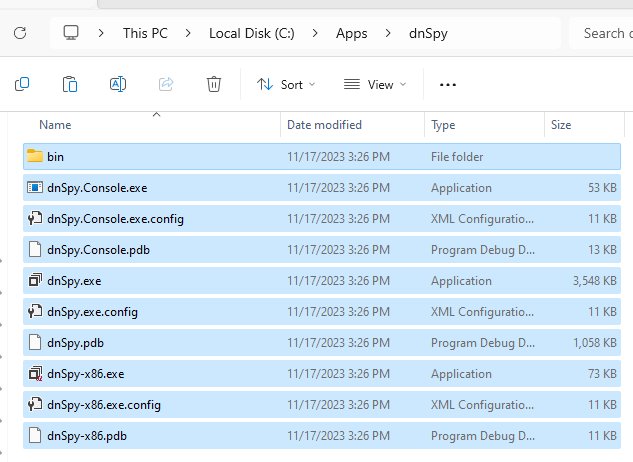 This PC > Local Disk (C:) > Apps > dnSpy > Search
Sort View
Name Date modified Type Size
bin 11/17/2023 3:26 PM File folder
dnSpy.Console.exe 11/17/2023 3:26 PM Application 53 KB
dnSpy.Console.exe.config 11/17/2023 3:26 PM XML Configuratio... 11 KB
dnSpy.Console.pdb 11/17/2023 3:26 PM Program Debug D... 13 KB
dnSpy.exe 11/17/2023 3:26 PM Application 3,548 KB
dnSpy.exe.config 11/17/2023 3:26 PM XML Configuratio... 11 KB
dnSpy.pdb 11/17/2023 3:26 PM Program Debug D... 1,058 KB
dnSpy-x86.exe 11/17/2023 3:26 PM Application 73 KB
dnSpy-x86.exe.config 11/17/2023 3:26 PM XML Configuratio... 11 KB
dnSpy-x86.pdb 11/17/2023 3:26 PM Program Debug D... 11 KB